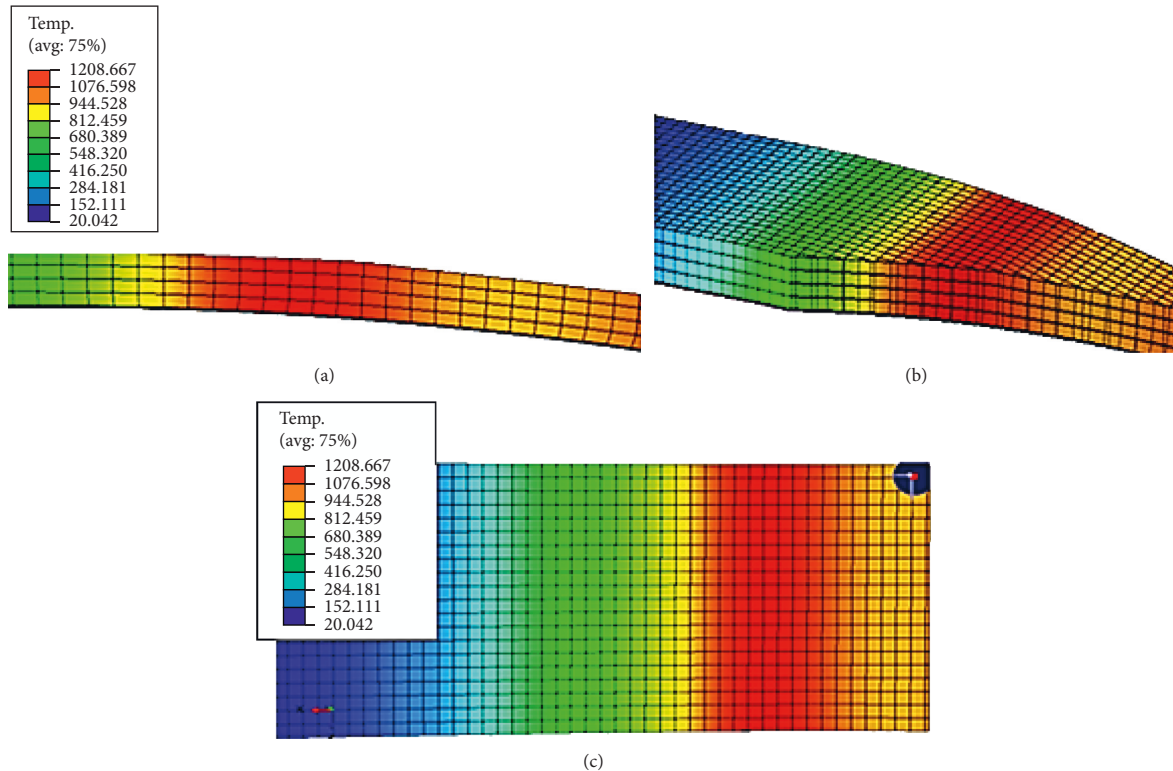 Temp.
(avg: 75%)
1208.667
1076.598
944.528
812.459
680.389
548.320
416.250
284.181
152.111
20.042
(a)
(b)
Temp.
(avg: 75%)
1208.667
1076.598
944.528
812.459
680.389
548.320
416.250
284.181
152.111
20.042
(c)